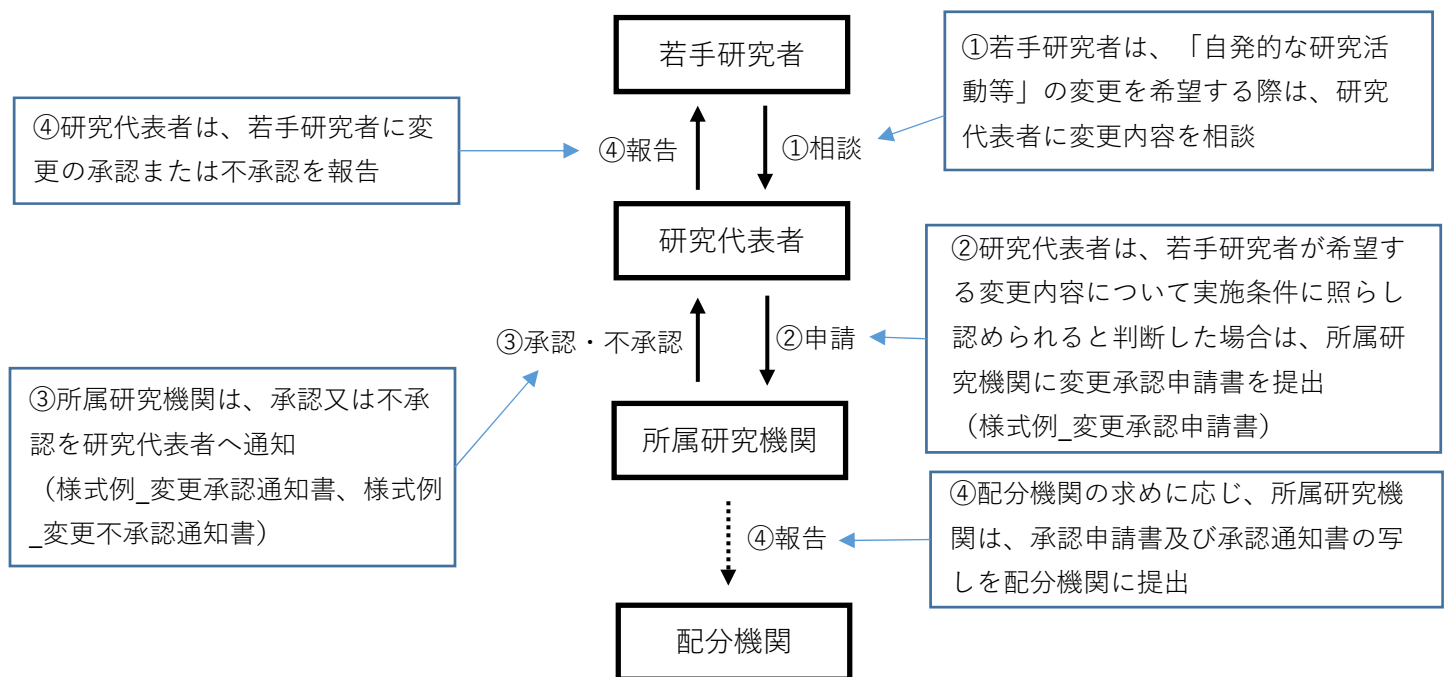 若手研究者
①若手研究者は、「自発的な研究活
動等」の変更を希望する際は、研究
代表者に変更内容を相談
④研究代表者は、若手研究者に変
更の承認または不承認を報告
④報告
①相談
研究代表者
②研究代表者は、若手研究者が希望す
る変更内容について実施条件に照らし
認められると判断した場合は、所属研
究機関に変更承認申請書を提出
（様式例_変更承認申請書）
③承認・不承認
②申請
③所属研究機関は、承認又は不承
認を研究代表者へ通知
（様式例_変更承認通知書、様式例
_変更不承認通知書）
所属研究機関
④配分機関の求めに応じ、所属研究機
関は、承認申請書及び承認通知書の写
しを配分機関に提出
④報告
配分機関